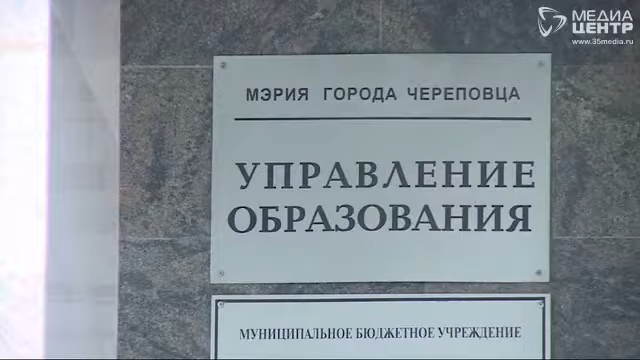 МЕДИА
ЦЕНТР
www.35media.ru
МЭРИЯ ГОРОДА ЧЕРЕПОВЦА
УПРАВЛЕНИЕ
ОБРАЗОВАНИЯ
МУНИЦИПАЛЬНОЕ БЮДЖЕТНОЕ УЧРЕЖДЕНИЕ